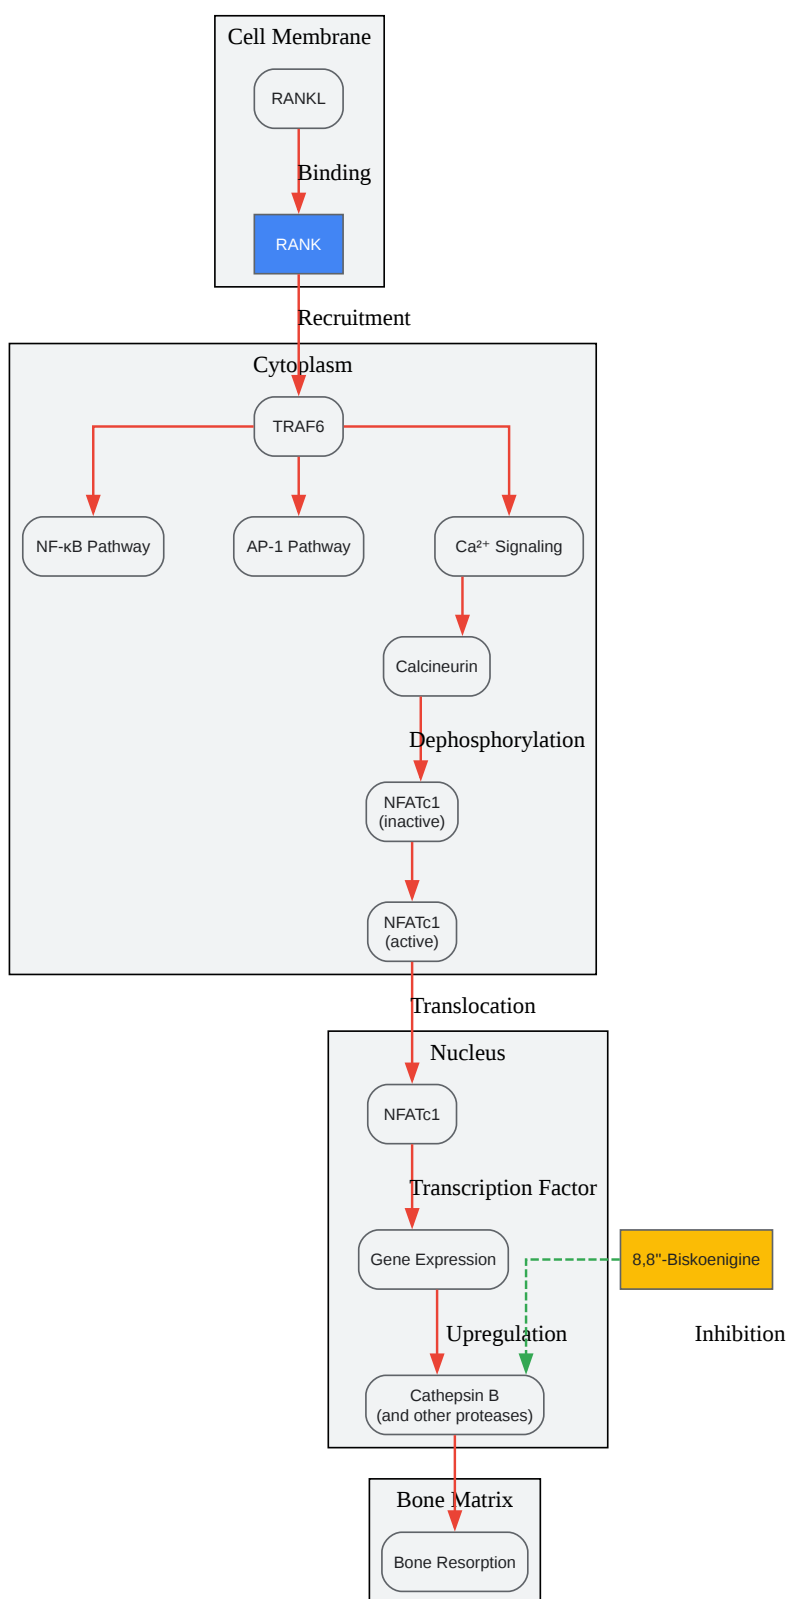 Cell Membrane
RANKL
Binding
RANK
Recruitment
Cytoplasm
TRAF6
NF-κB Pathway
AP-1 Pathway
Ca²⁺ Signaling
Calcineurin
Dephosphorylation
NFATc1
(inactive)
NFATc1
(active)
Translocation
Nucleus
NFATc1
Transcription Factor
Gene Expression
8,8''-Biskoenigine
Upregulation
Inhibition
Cathepsin B
(and other proteases)
Bone Matrix
Bone Resorption